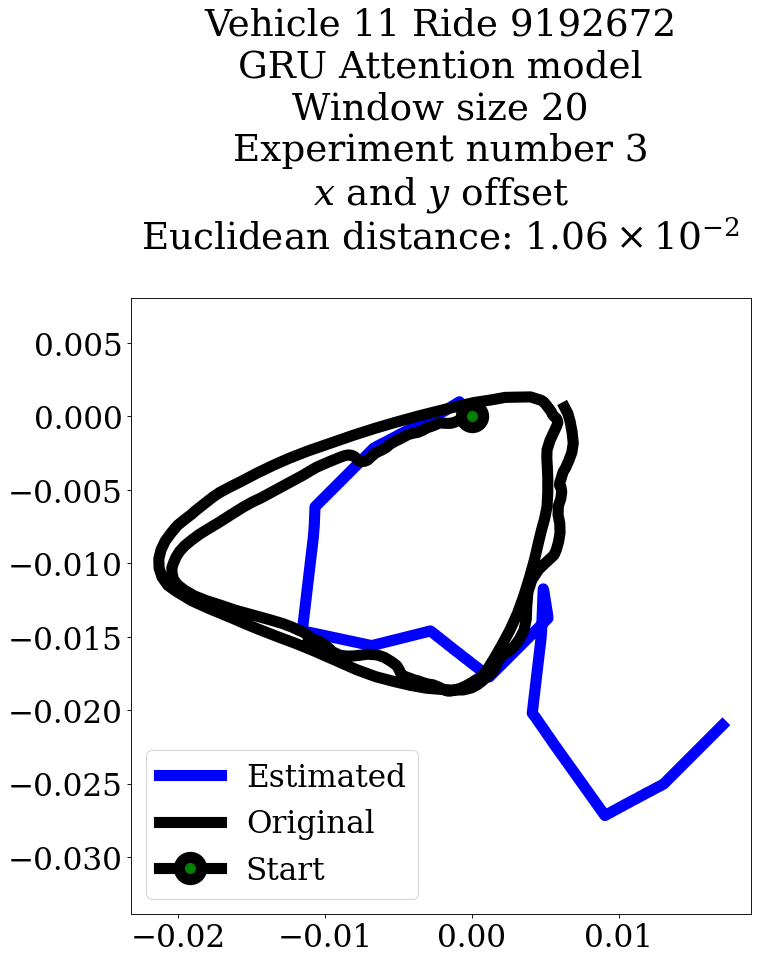 Vehicle 11 Ride 9192672
GRU Attention model
Window size 20
Experiment number 3
x and y offset
Euclidean distance: 1.06 × 10⁻²
0.005
0.000
−0.005
−0.010
−0.015
−0.020
−0.025
−0.030
Estimated
Original
Start
−0.02
−0.01
0.00
0.01